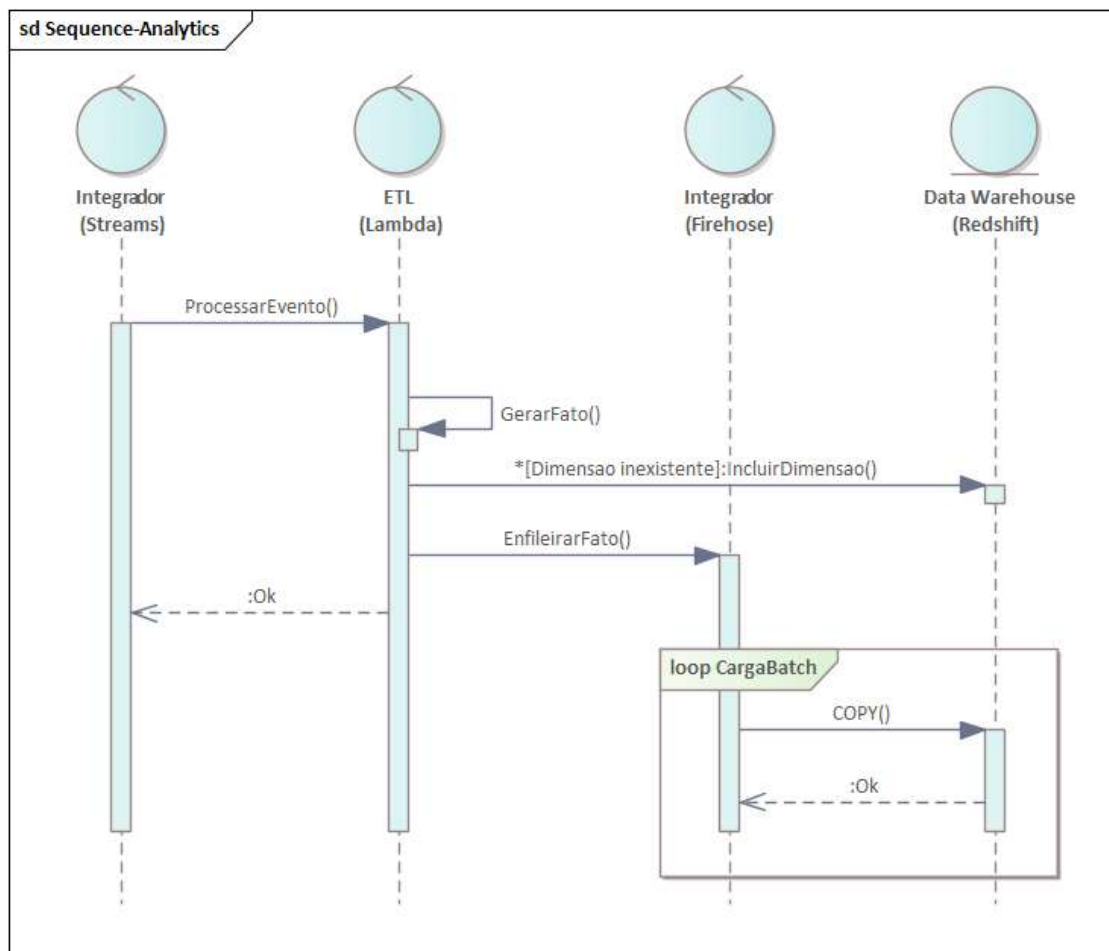 sd Sequence-Analytics
Integrador
(Streams)
ETL
(Lambda)
Integrador
(Firehose)
Data Warehouse
(Redshift)
ProcessarEvento()
GerarFato()
*[Dimensao inexistente]:IncluirDimensao()
EnfileirarFato()
:Ok
loop CargaBatch
COPY()
:Ok